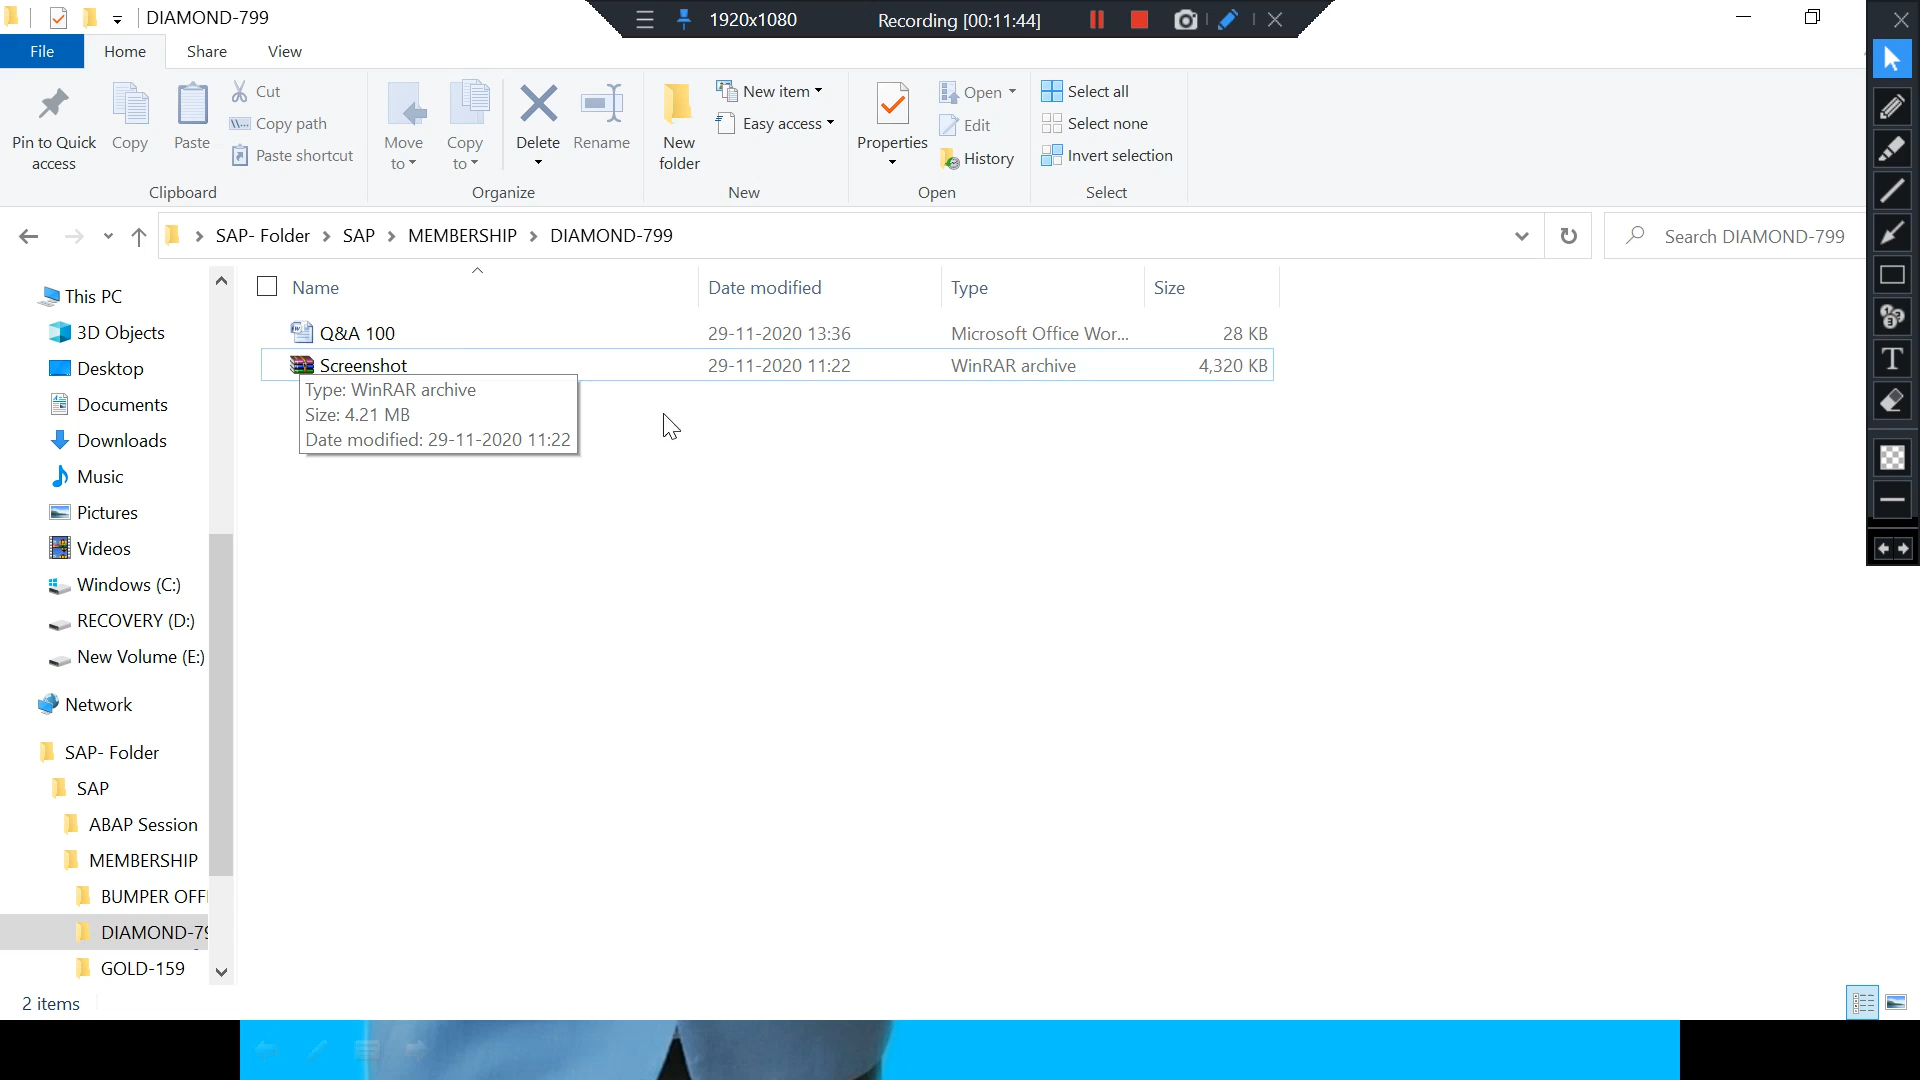 DIAMOND-799
1920x1080
Recording [00:11:44]
File
Home
Share
View
Pin to Quick access
Copy
Paste
Cut
Copy path
Paste shortcut
Clipboard
Move to
Copy to
Delete
Rename
Organize
New folder
New item
Easy access
New
Properties
Open
Edit
History
Open
Select all
Select none
Invert selection
Select
SAP- Folder > SAP > MEMBERSHIP > DIAMOND-799
Search DIAMOND-799
Name Date modified Type Size
Q&A 100 29-11-2020 13:36 Microsoft Office Wor... 28 KB
Screenshot 29-11-2020 11:22 WinRAR archive 4,320 KB
Type: WinRAR archive
Size: 4.21 MB
Date modified: 29-11-2020 11:22
This PC
3D Objects
Desktop
Documents
Downloads
Music
Pictures
Videos
Windows (C:)
RECOVERY (D:)
New Volume (E:)
Network
SAP- Folder
SAP
ABAP Session
MEMBERSHIP
BUMPER OFF
DIAMOND-79
GOLD-159
2 items
T